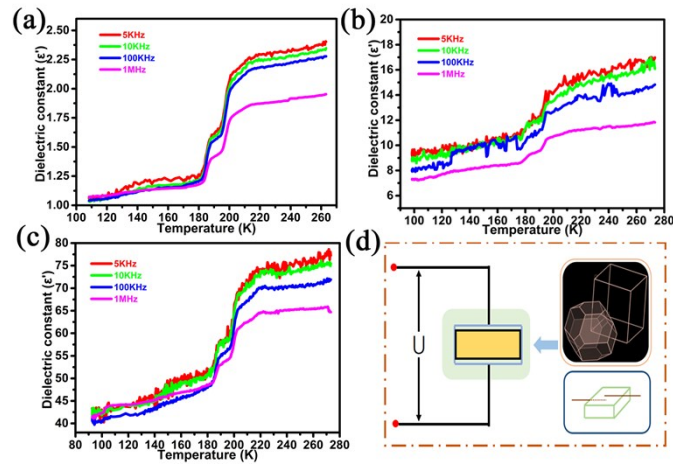 (a)
Dielectric constant (ε')
2.50
2.25
2.00
1.75
1.50
1.25
1.00
5KHz
10KHz
100KHz
1MHz
100 120 140 160 180 200 220 240 260 280
Temperature (K)
(b)
Dielectric constant (ε')
20
18
16
14
12
10
8
6
5KHz
10KHz
100KHz
1MHz
100 120 140 160 180 200 220 240 260 280
Temperature (K)
(c)
Dielectric constant (ε')
80
75
70
65
60
55
50
45
40
5KHz
10KHz
100KHz
1MHz
80 100 120 140 160 180 200 220 240 260 280
Temperature (K)
(d)
U